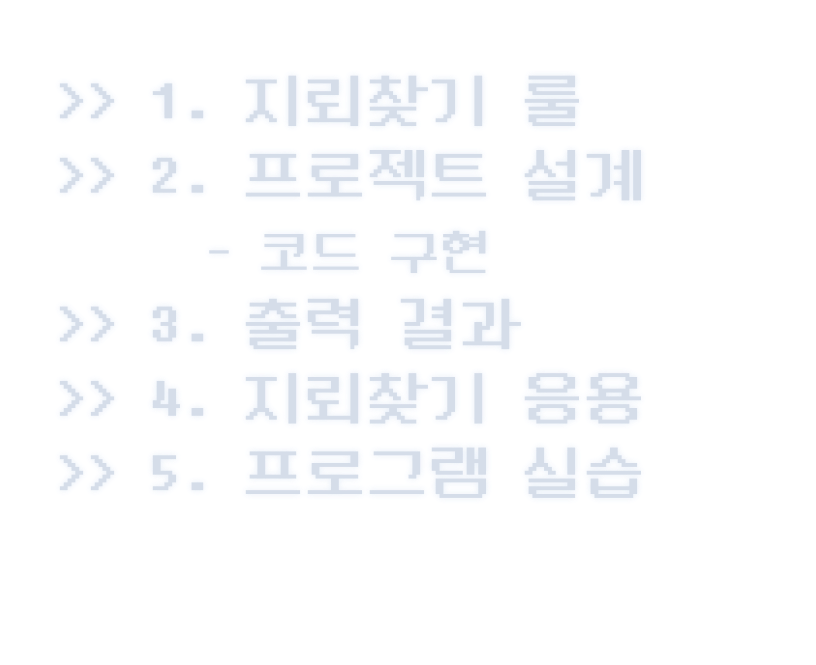 >> 1. 지뢰찾기 룰
>> 2. 프로젝트 설계
- 코드 구현
>> 3. 출력 결과
>> 4. 지뢰찾기 응용
>> 5. 프로그램 실습